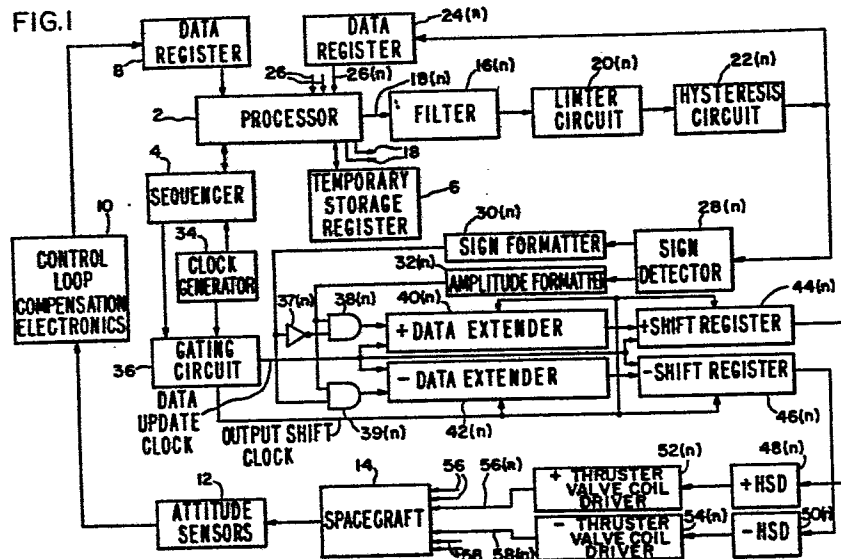 FIG.1
DATA
REGISTER
8
DATA
REGISTER
24(n)
26
26(n)
18(n)
16(n)
20(n)
22(n)
2
PROCESSOR
FILTER
LIMTER
CIRCUIT
HYSTERESIS
CIRCUIT
18
4
SEQUENCER
TEMPORARY
STORAGE
REGISTER
6
10
34
CONTROL
LOOP
COMPENSATION
ELECTRONICS
CLOCK
GENERATOR
30(n)
SIGN FORMATTER
28(n)
SIGN
DETECTOR
32(n)
AMPLITUDE FORMATTER
37(n)
38(n)
40(n)
+ DATA EXTENDER
44(n)
+SHIFT REGISTER
36
GATING
CIRCUIT
- DATA EXTENDER
-SHIFT REGISTER
DATA
UPDATE
CLOCK
OUTPUT SHIFT
CLOCK
39(n)
42(n)
46(n)
12
ATTITUDE
SENSORS
14
SPACEGRAFT
56
56(n)
52(n)
+ THRUSTER
VALVE COIL
DRIVER
48(n)
+HSD
58
58(n)
54(n)
- THRUSTER
VALVE COIL
DRIVER
50(n)
-HSD